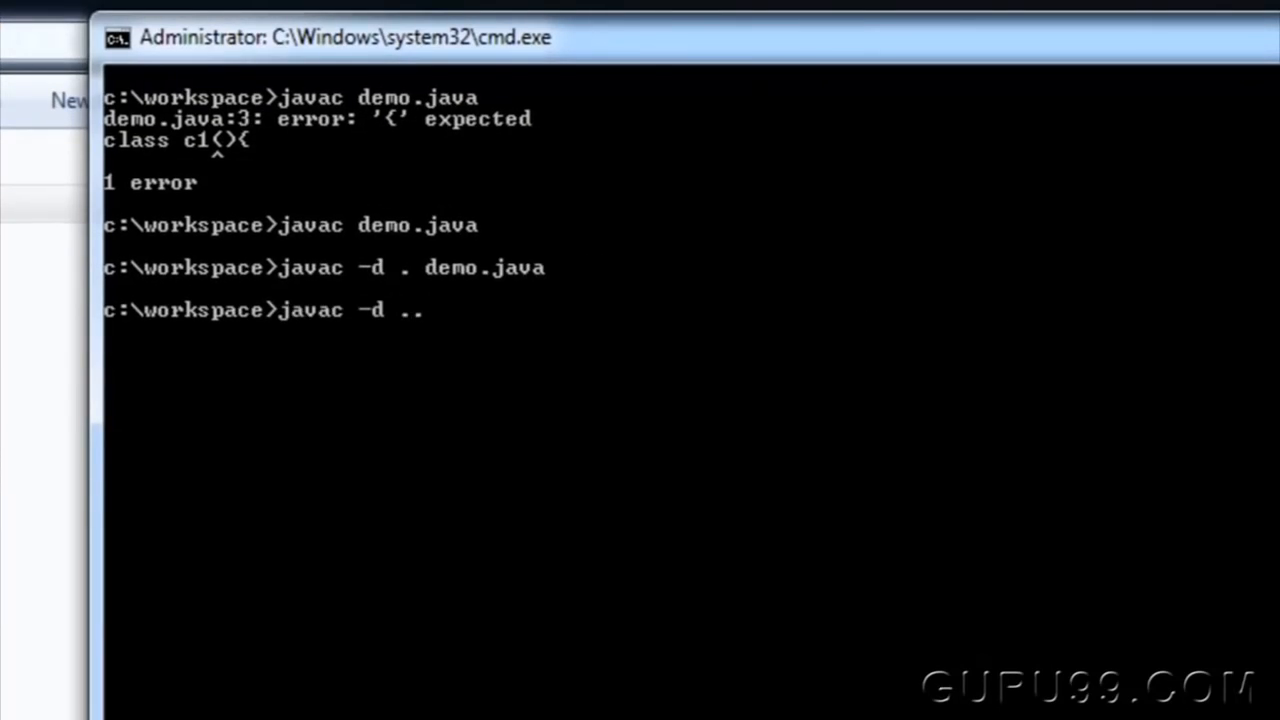 Administrator: C:\Windows\system32\cmd.exe
New
c:\workspace>javac demo.java
demo.java:3: error: '{' expected
class c1(){
^
1 error
c:\workspace>javac demo.java
c:\workspace>javac -d . demo.java
c:\workspace>javac -d ..
GURU99.COM